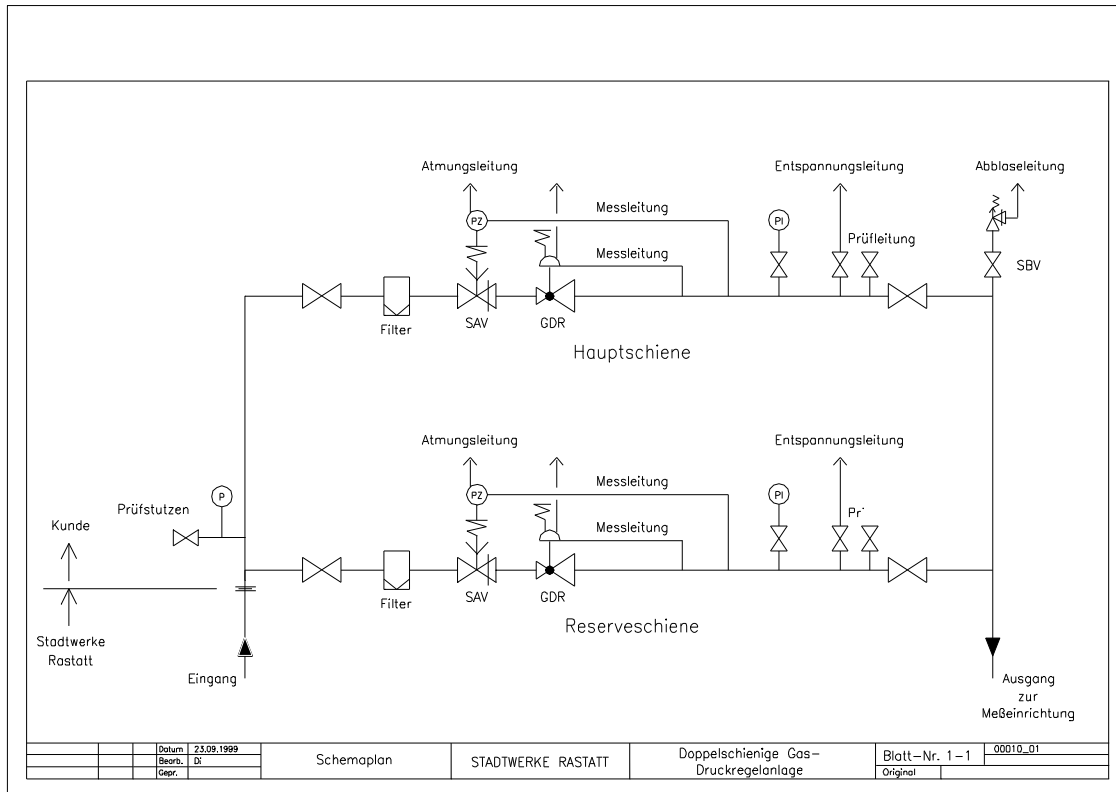 Atmungsleitung
Entspannungsleitung
Abblaseleitung
Messleitung
PZ
PI
Prüfleitung
Messleitung
SBV
Filter
SAV
GDR
Hauptschiene
Atmungsleitung
Entspannungsleitung
Messleitung
PZ
PI
P
Prüfstutzen
Pr
Kunde
Messleitung
Filter
SAV
GDR
Reserveschiene
Stadtwerke
Rastatt
Eingang
Ausgang
zur
Meßeinrichtung
Datum 23.09.1999
Bearb. Di
Gepr.
Schemaplan
STADTWERKE RASTATT
Doppelschienige Gas-
Druckregelanlage
Blatt-Nr. 1-1
00010_01
Original